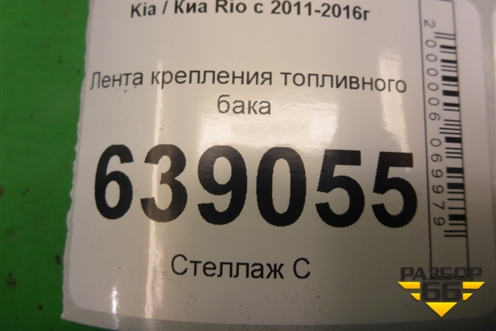 Kia / Киа Rio с 2011-2016г
Лента крепления топливного
бака
639055
Стеллаж С
2000006069979
РАЗБОР
66